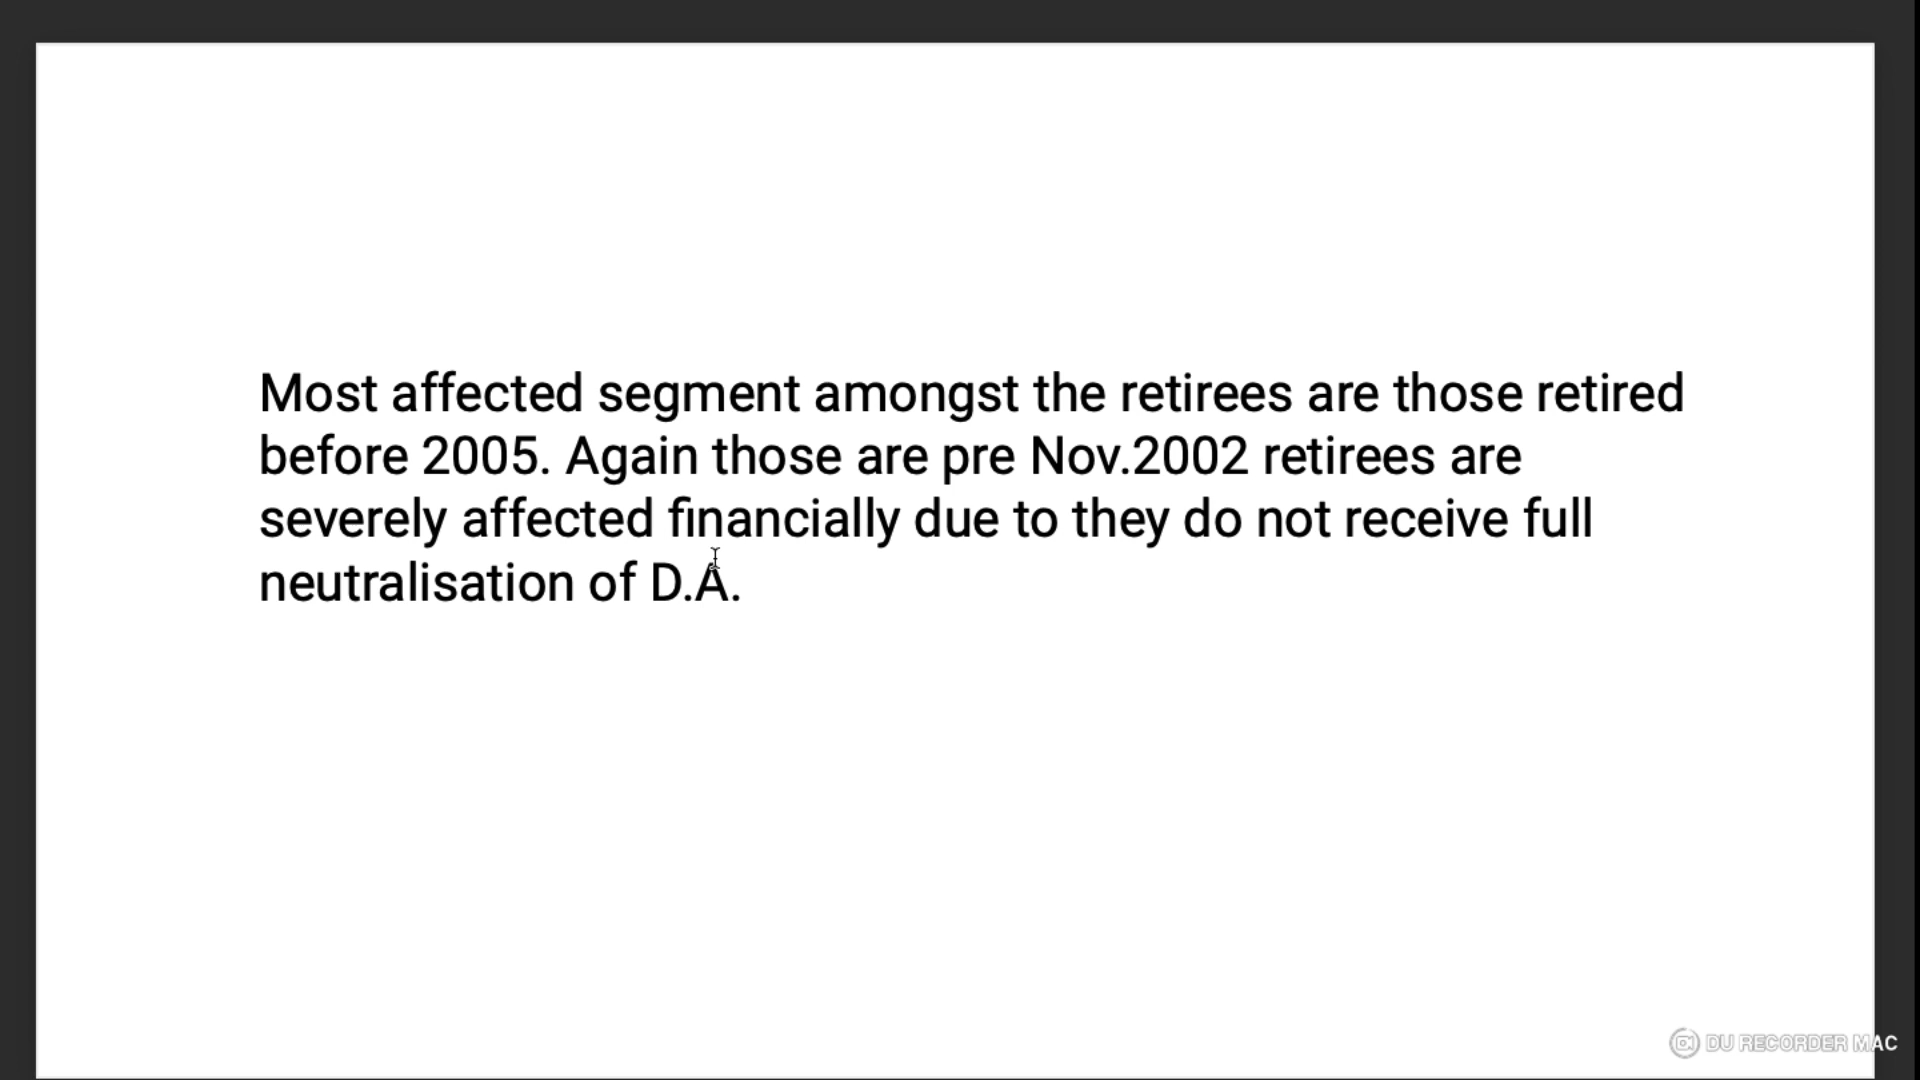 Most affected segment amongst the retirees are those retired
before 2005. Again those are pre Nov.2002 retirees are
severely affected financially due to they do not receive full
neutralisation of D.A.
DU RECORDER MAC